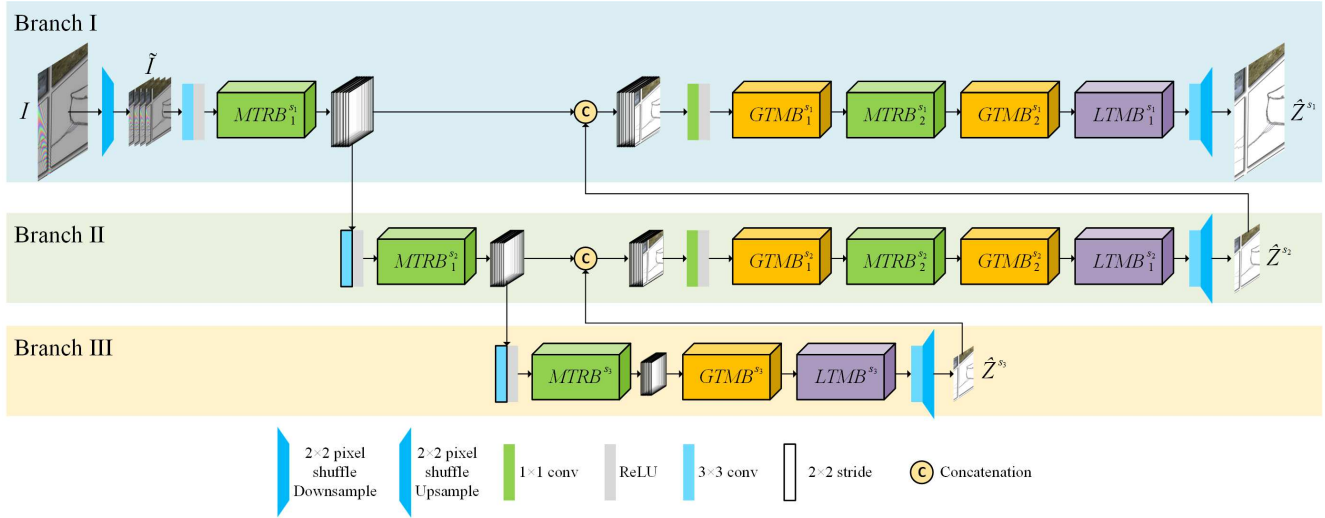 Branch I
I
Ĩ
MTRB₁^{s₁}
C
GTMB₁^{s₁}
MTRB₂^{s₁}
GTMB₂^{s₁}
LTMB₁^{s₁}
Ẑ^{s₁}
Branch II
MTRB₁^{s₂}
C
GTMB₁^{s₂}
MTRB₂^{s₂}
GTMB₂^{s₂}
LTMB₁^{s₂}
Ẑ^{s₂}
Branch III
MTRB^{s₃}
GTMB^{s₃}
LTMB^{s₃}
Ẑ^{s₃}
2×2 pixel
shuffle
Downsample
2×2 pixel
shuffle
Upsample
1×1 conv
ReLU
3×3 conv
2×2 stride
C
Concatenation